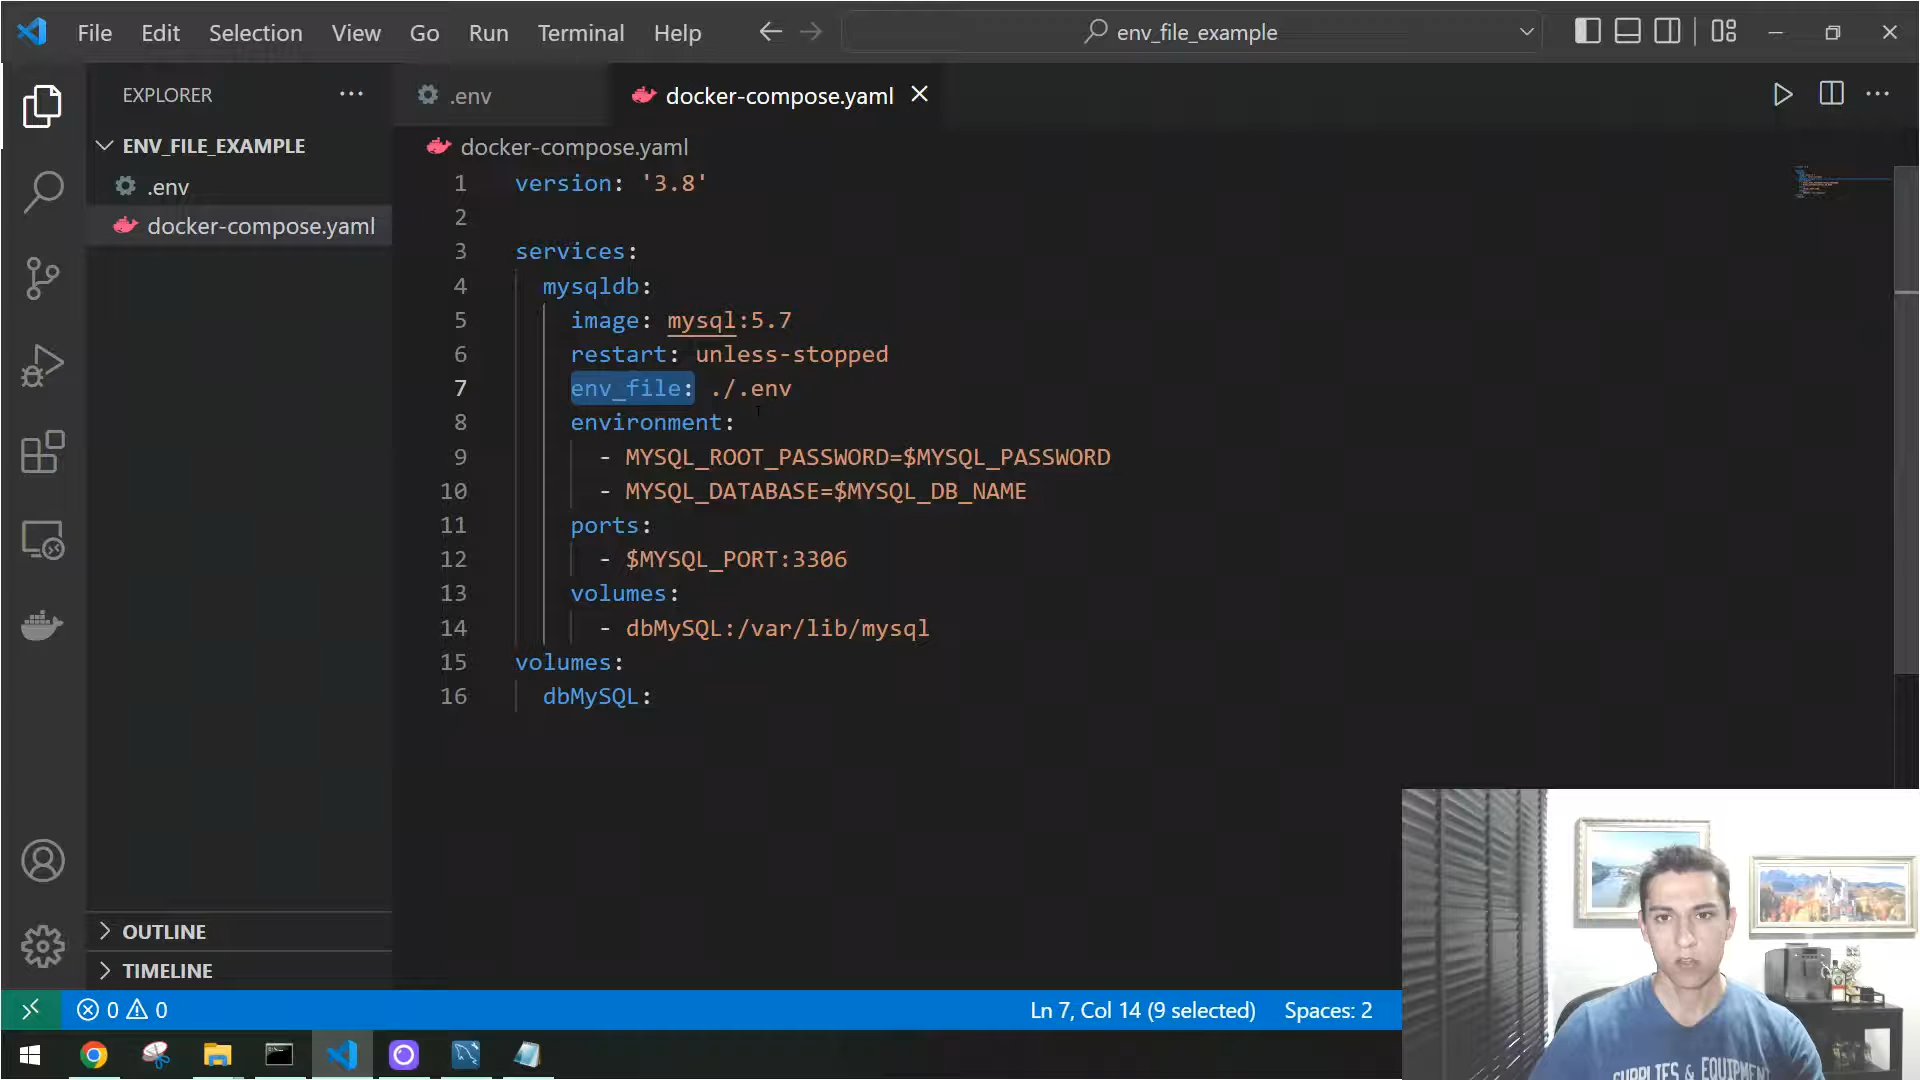 File Edit Selection View Go Run Terminal Help
env_file_example
EXPLORER
.env
docker-compose.yaml
ENV_FILE_EXAMPLE
.env
docker-compose.yaml
docker-compose.yaml
1 version: '3.8'
2
3 services:
4 mysqldb:
5 image: mysql:5.7
6 restart: unless-stopped
7 env_file: ./.env
8 environment:
9 - MYSQL_ROOT_PASSWORD=$MYSQL_PASSWORD
10 - MYSQL_DATABASE=$MYSQL_DB_NAME
11 ports:
12 - $MYSQL_PORT:3306
13 volumes:
14 - dbMySQL:/var/lib/mysql
15 volumes:
16 dbMySQL:
OUTLINE
TIMELINE
0 0
Ln 7, Col 14 (9 selected)
Spaces: 2
SUPPLIES & EQUIPMENT